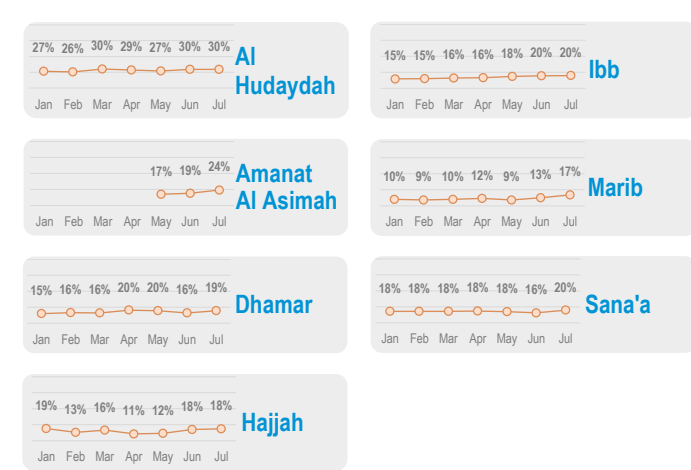 27% 26% 30% 29% 27% 30% 30%
Al
Hudaydah
Jan Feb Mar Apr May Jun Jul
15% 15% 16% 16% 18% 20% 20%
Ibb
Jan Feb Mar Apr May Jun Jul
17% 19% 24%
Amanat
Al Asimah
Jan Feb Mar Apr May Jun Jul
10% 9% 10% 12% 9% 13% 17%
Marib
Jan Feb Mar Apr May Jun Jul
15% 16% 16% 20% 20% 16% 19%
Dhamar
Jan Feb Mar Apr May Jun Jul
18% 18% 18% 18% 18% 16% 20%
Sana'a
Jan Feb Mar Apr May Jun Jul
19% 13% 16% 11% 12% 18% 18%
Hajjah
Jan Feb Mar Apr May Jun Jul